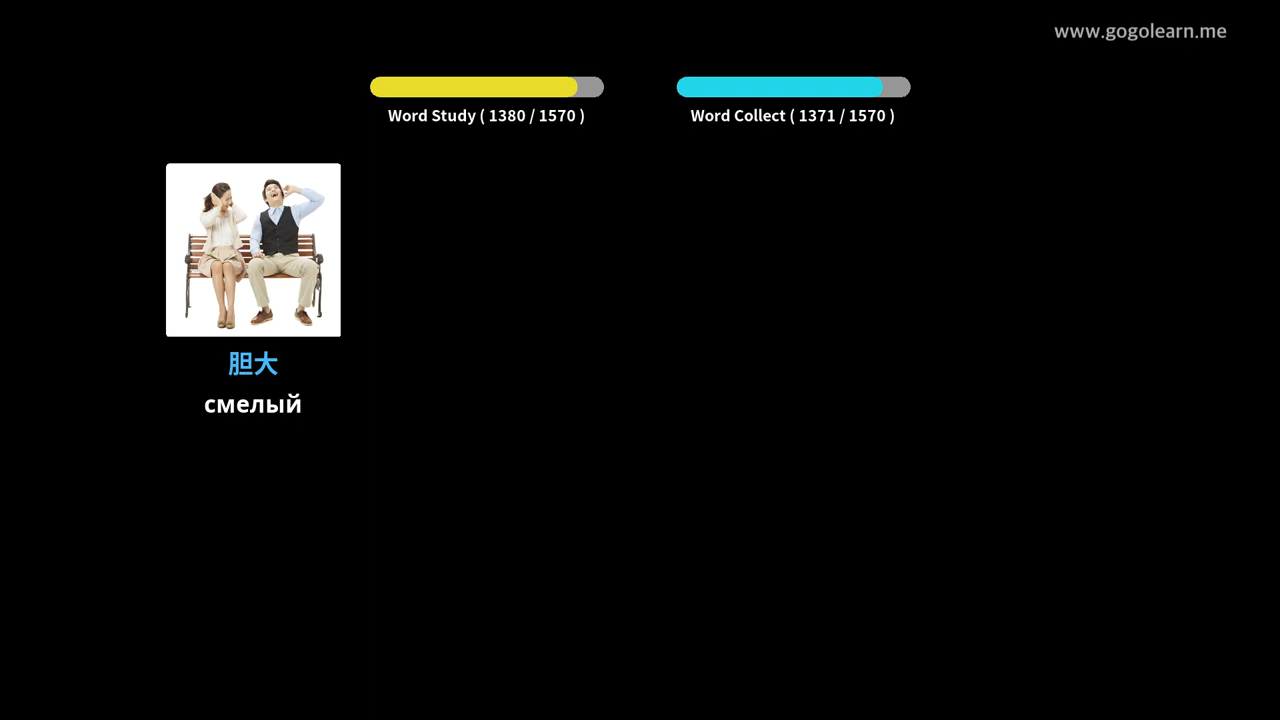 www.gogolearn.me
Word Study ( 1380 / 1570 )
Word Collect ( 1371 / 1570 )
胆大
смелый